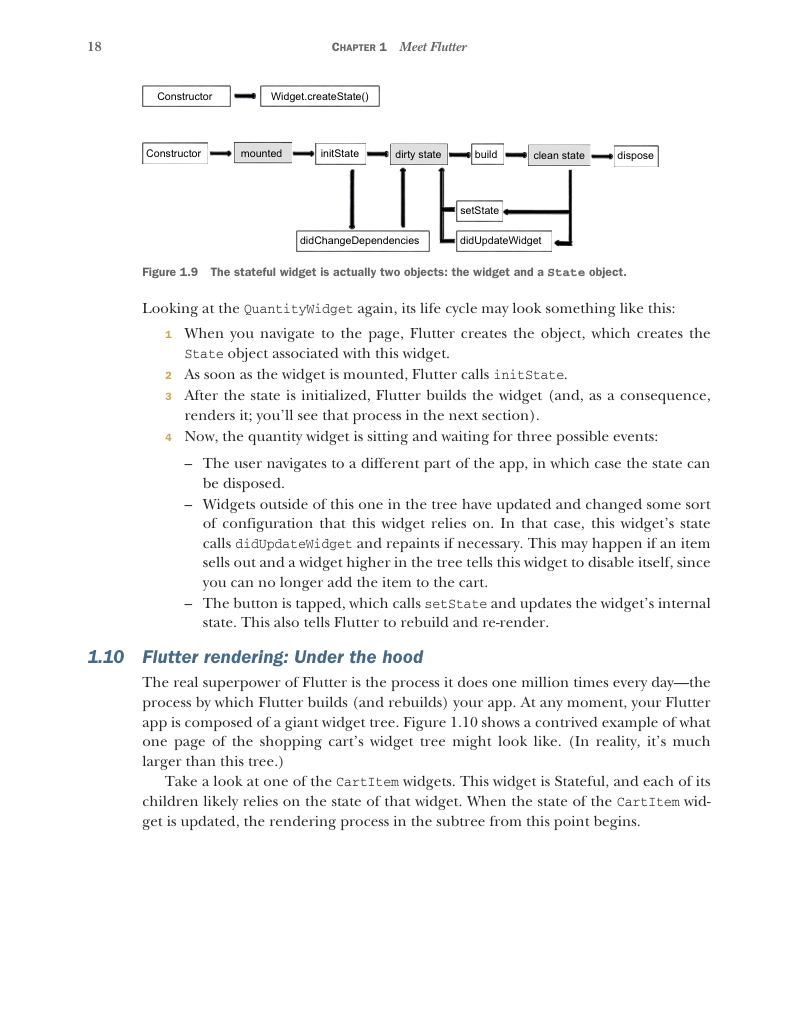 18
CHAPTER 1 Meet Flutter
Constructor
Widget.createState()
Constructor
mounted
initState
dirty state
build
clean state
dispose
setState
didChangeDependencies
didUpdateWidget
Figure 1.9 The stateful widget is actually two objects: the widget and a State object.
Looking at the QuantityWidget again, its life cycle may look something like this:
1 When you navigate to the page, Flutter creates the object, which creates the
State object associated with this widget.
2 As soon as the widget is mounted, Flutter calls initState.
3 After the state is initialized, Flutter builds the widget (and, as a consequence,
renders it; you’ll see that process in the next section).
4 Now, the quantity widget is sitting and waiting for three possible events:
– The user navigates to a different part of the app, in which case the state can
be disposed.
– Widgets outside of this one in the tree have updated and changed some sort
of configuration that this widget relies on. In that case, this widget’s state
calls didUpdateWidget and repaints if necessary. This may happen if an item
sells out and a widget higher in the tree tells this widget to disable itself, since
you can no longer add the item to the cart.
– The button is tapped, which calls setState and updates the widget’s internal
state. This also tells Flutter to rebuild and re-render.
1.10 Flutter rendering: Under the hood
The real superpower of Flutter is the process it does one million times every day—the
process by which Flutter builds (and rebuilds) your app. At any moment, your Flutter
app is composed of a giant widget tree. Figure 1.10 shows a contrived example of what
one page of the shopping cart’s widget tree might look like. (In reality, it’s much
larger than this tree.)
Take a look at one of the CartItem widgets. This widget is Stateful, and each of its
children likely relies on the state of that widget. When the state of the CartItem wid-
get is updated, the rendering process in the subtree from this point begins.